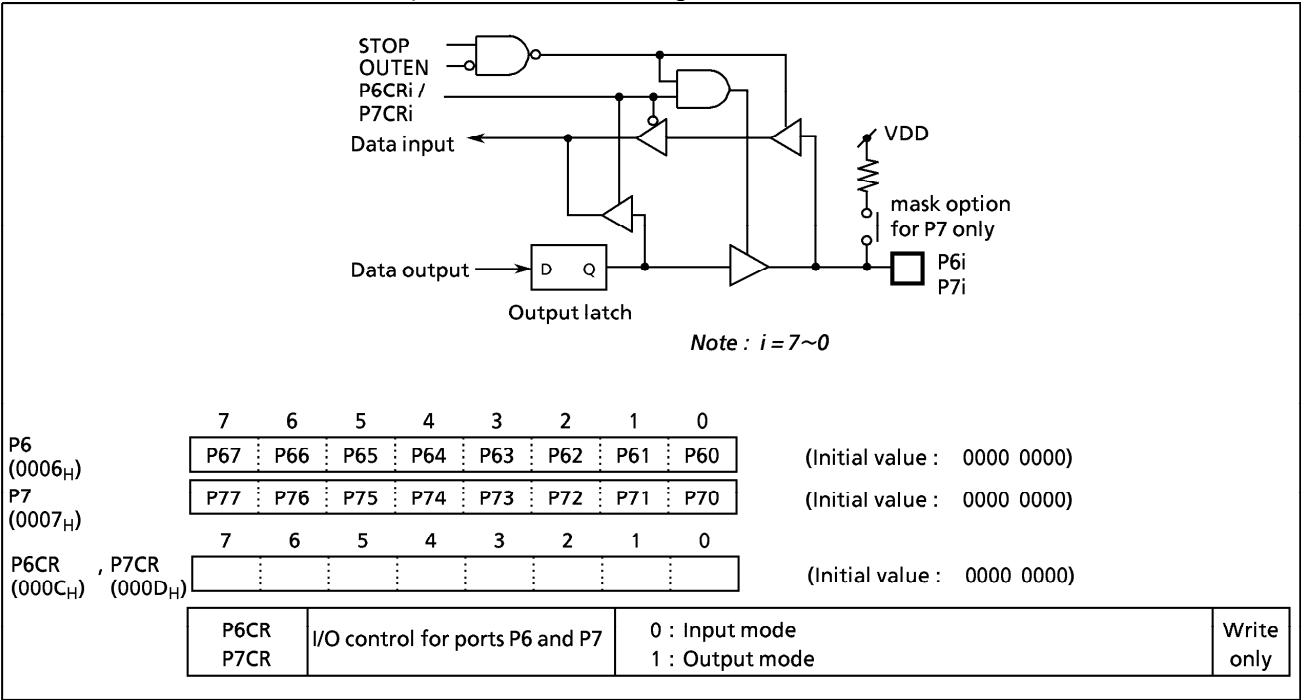 STOP
OUTEN
P6CRi /
P7CRi
Data input
VDD
mask option
for P7 only
Data output
D Q
P6i
P7i
Output latch
Note : i = 7~0
7 6 5 4 3 2 1 0
P6
(0006H)
P67 P66 P65 P64 P63 P62 P61 P60
(Initial value : 0000 0000)
P7
(0007H)
P77 P76 P75 P74 P73 P72 P71 P70
(Initial value : 0000 0000)
7 6 5 4 3 2 1 0
P6CR , P7CR
(000CH) (000DH)
(Initial value : 0000 0000)
P6CR
P7CR
I/O control for ports P6 and P7
0 : Input mode
1 : Output mode
Write
only